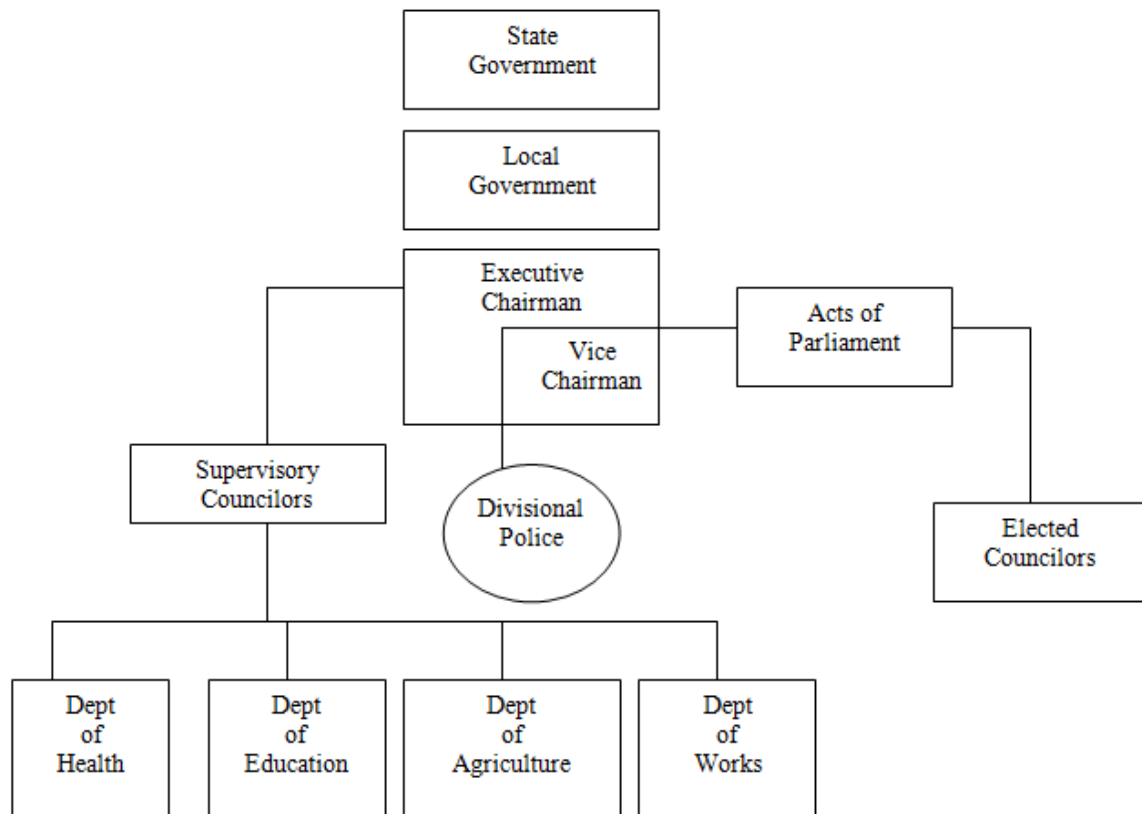 State
Government
Local
Government
Executive
Chairman
Vice
Chairman
Acts of
Parliament
Supervisory
Councilors
Divisional
Police
Elected
Councilors
Dept
of
Health
Dept
of
Education
Dept
of
Agriculture
Dept
of
Works